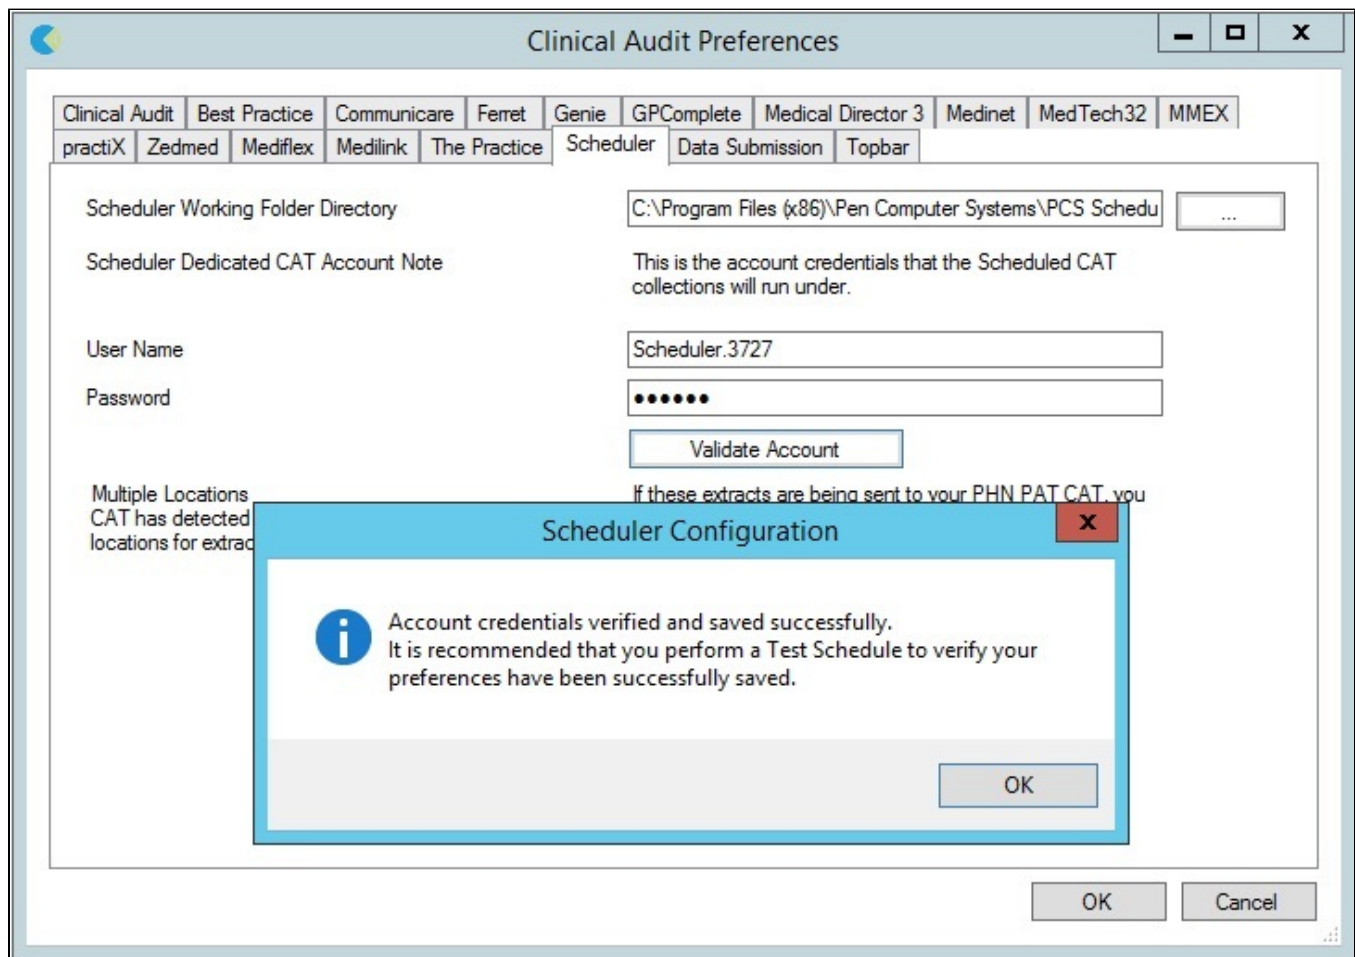 Clinical Audit Preferences
Clinical Audit Best Practice Communicare Ferret Genie GPComplete Medical Director 3 Medinet MedTech32 MMEX
practiX Zedmed Mediflex Medilink The Practice Scheduler Data Submission Topbar
Scheduler Working Folder Directory C:\Program Files (x86)\Pen Computer Systems\PCS Schedu ...
Scheduler Dedicated CAT Account Note This is the account credentials that the Scheduled CAT
collections will run under.
User Name Scheduler.3727
Password ●●●●●●
Validate Account
Multiple Locations If these extracts are being sent to your PHN PAT CAT, you
CAT has detected
locations for extrac
Scheduler Configuration
Account credentials verified and saved successfully.
It is recommended that you perform a Test Schedule to verify your
preferences have been successfully saved.
OK
OK Cancel